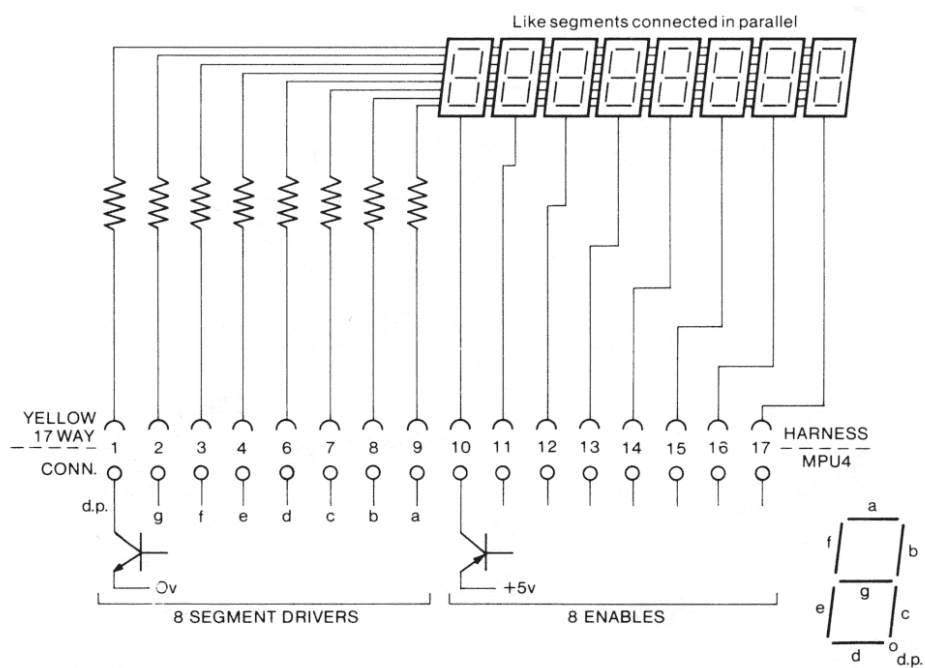 Like segments connected in parallel
YELLOW
17 WAY
1 2 3 4 6 7 8 9 10 11 12 13 14 15 16 17
HARNESS
CONN.
MPU4
d.p. g f e d c b a
0v
+5v
8 SEGMENT DRIVERS
8 ENABLES
a
f
b
g
e
c
d
d.p.